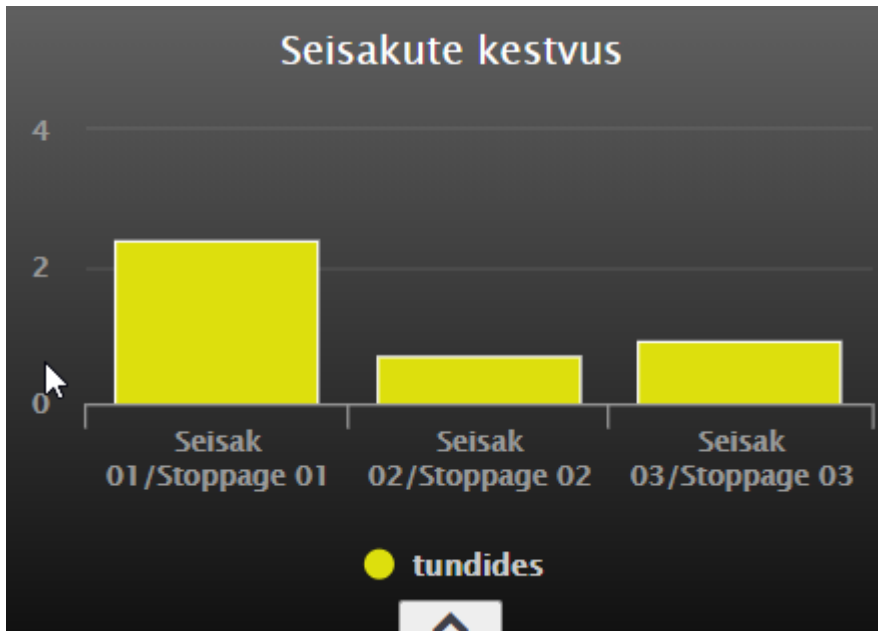 Seisakute kestvus
4
2
0
Seisak
01/Stoppage 01
Seisak
02/Stoppage 02
Seisak
03/Stoppage 03
tundides